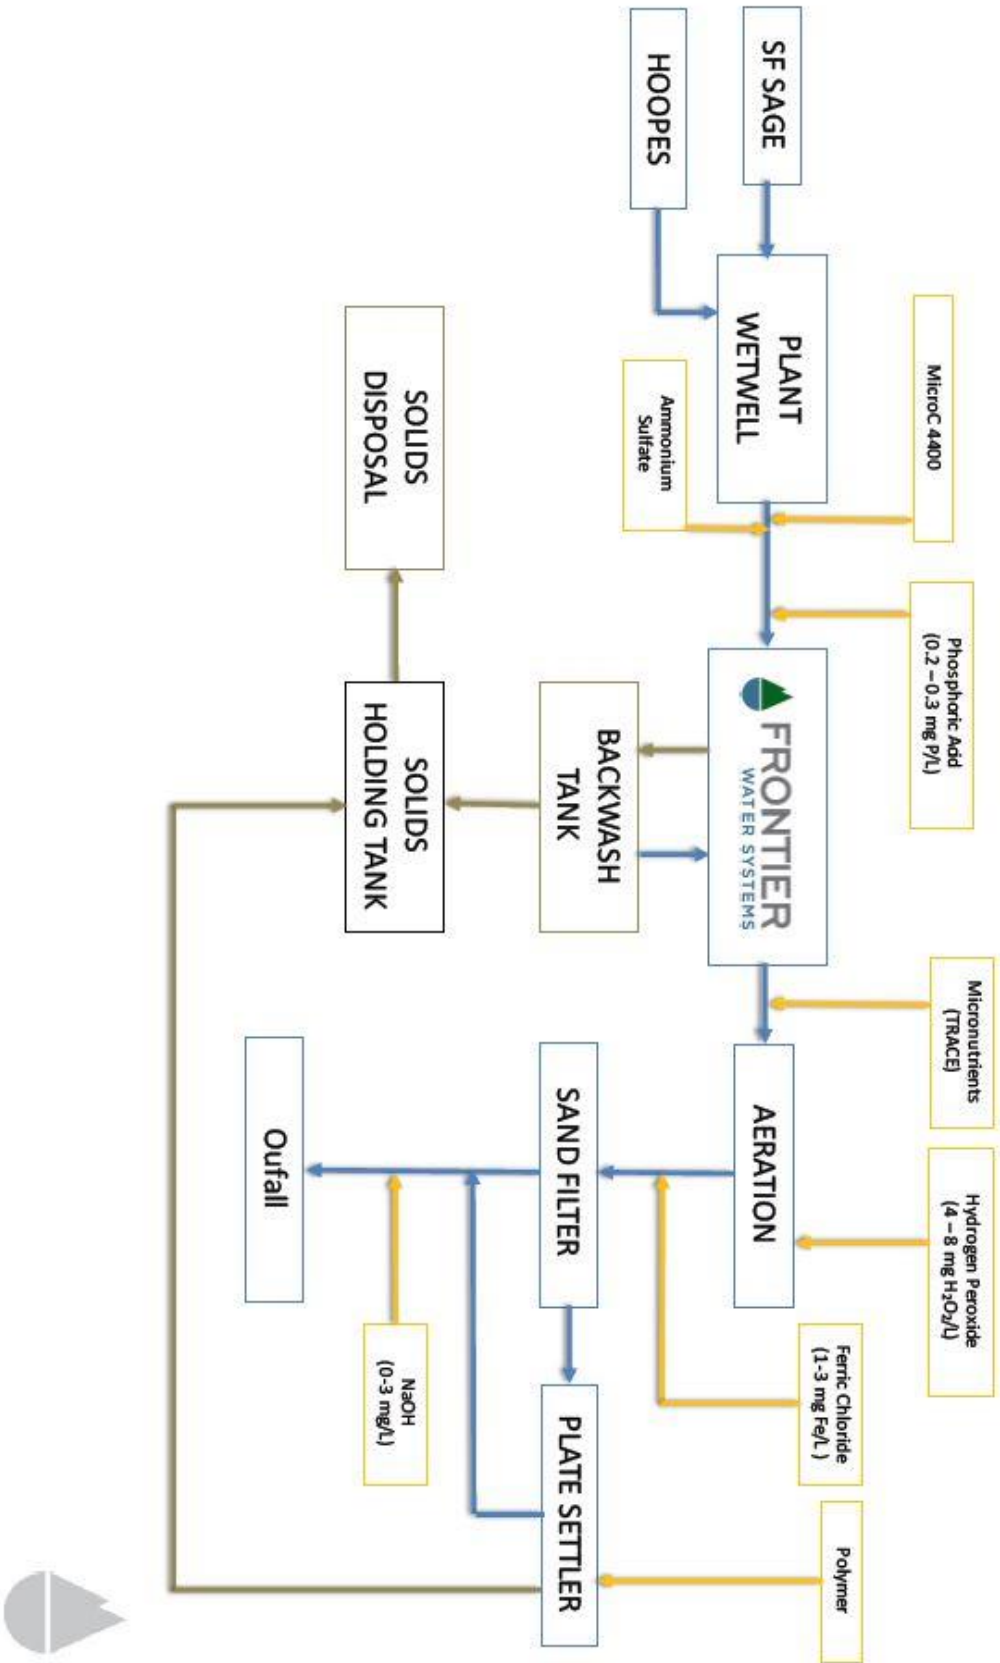 MicroC 4400
Phosphoric Acid
(0.2 – 0.3 mg P/L)
Micronutrients
(TRACE)
Hydrogen Peroxide
(4 – 8 mg H₂O₂/L)
Ferric Chloride
(1-3 mg Fe/L )
Polymer
SF SAGE
HOOPES
PLANT
WETWELL
Ammonium
Sulfate
FRONTIER
WATER SYSTEMS
AERATION
BACKWASH
TANK
SAND FILTER
PLATE SETTLER
SOLIDS
DISPOSAL
SOLIDS
HOLDING TANK
NaOH
(0-3 mg/L)
Oufall